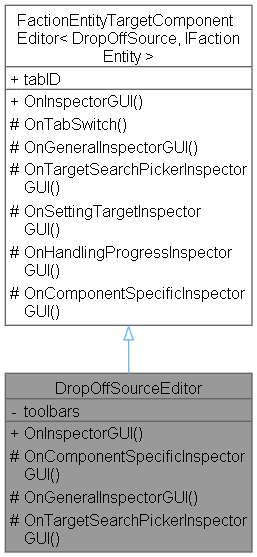 FactionEntityTargetComponent
Editor< DropOffSource, IFaction
Entity >
+ tabID
+ OnInspectorGUI()
# OnTabSwitch()
# OnGeneralInspectorGUI()
# OnTargetSearchPickerInspector
GUI()
# OnSettingTargetInspector
GUI()
# OnHandlingProgressInspector
GUI()
# OnComponentSpecificInspector
GUI()
DropOffSourceEditor
- toolbars
+ OnInspectorGUI()
# OnComponentSpecificInspector
GUI()
# OnGeneralInspectorGUI()
# OnTargetSearchPickerInspector
GUI()